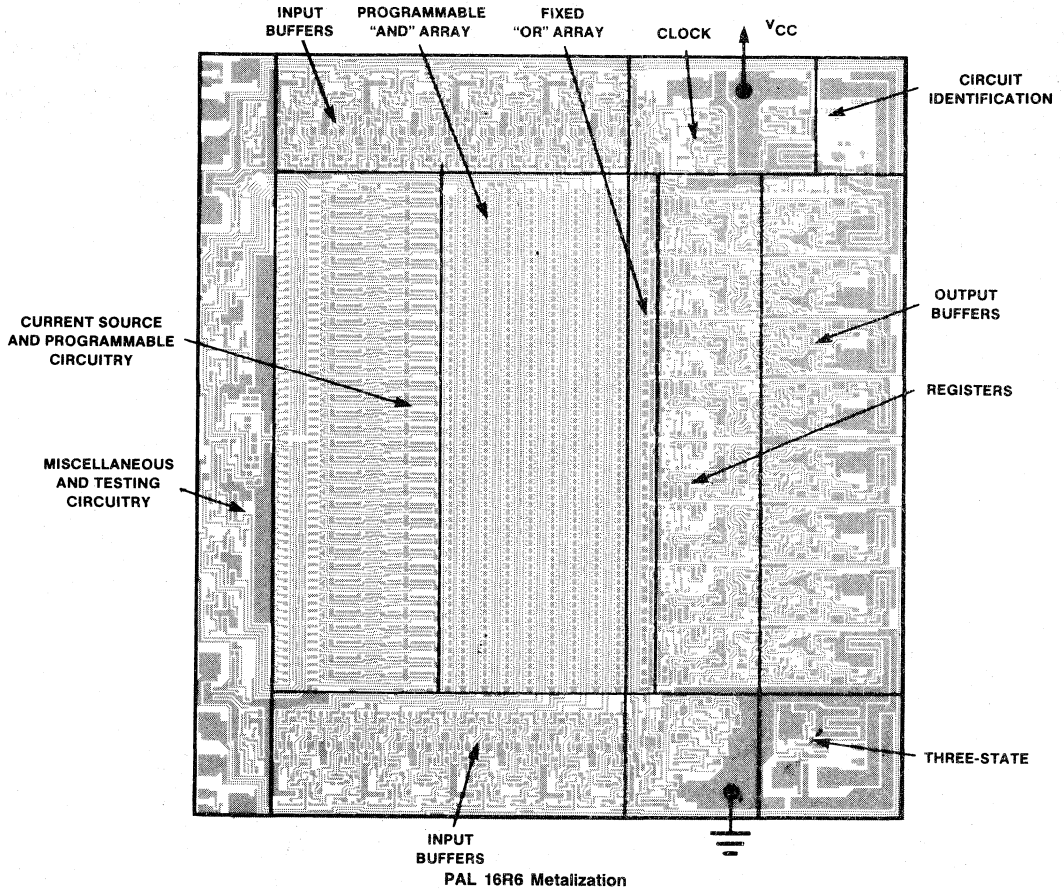 INPUT
BUFFERS
PROGRAMMABLE
“AND” ARRAY
FIXED
“OR” ARRAY
CLOCK
VCC
CIRCUIT
IDENTIFICATION
CURRENT SOURCE
AND PROGRAMMABLE
CIRCUITRY
OUTPUT
BUFFERS
REGISTERS
MISCELLANEOUS
AND TESTING
CIRCUITRY
THREE-STATE
INPUT
BUFFERS
PAL 16R6 Metalization